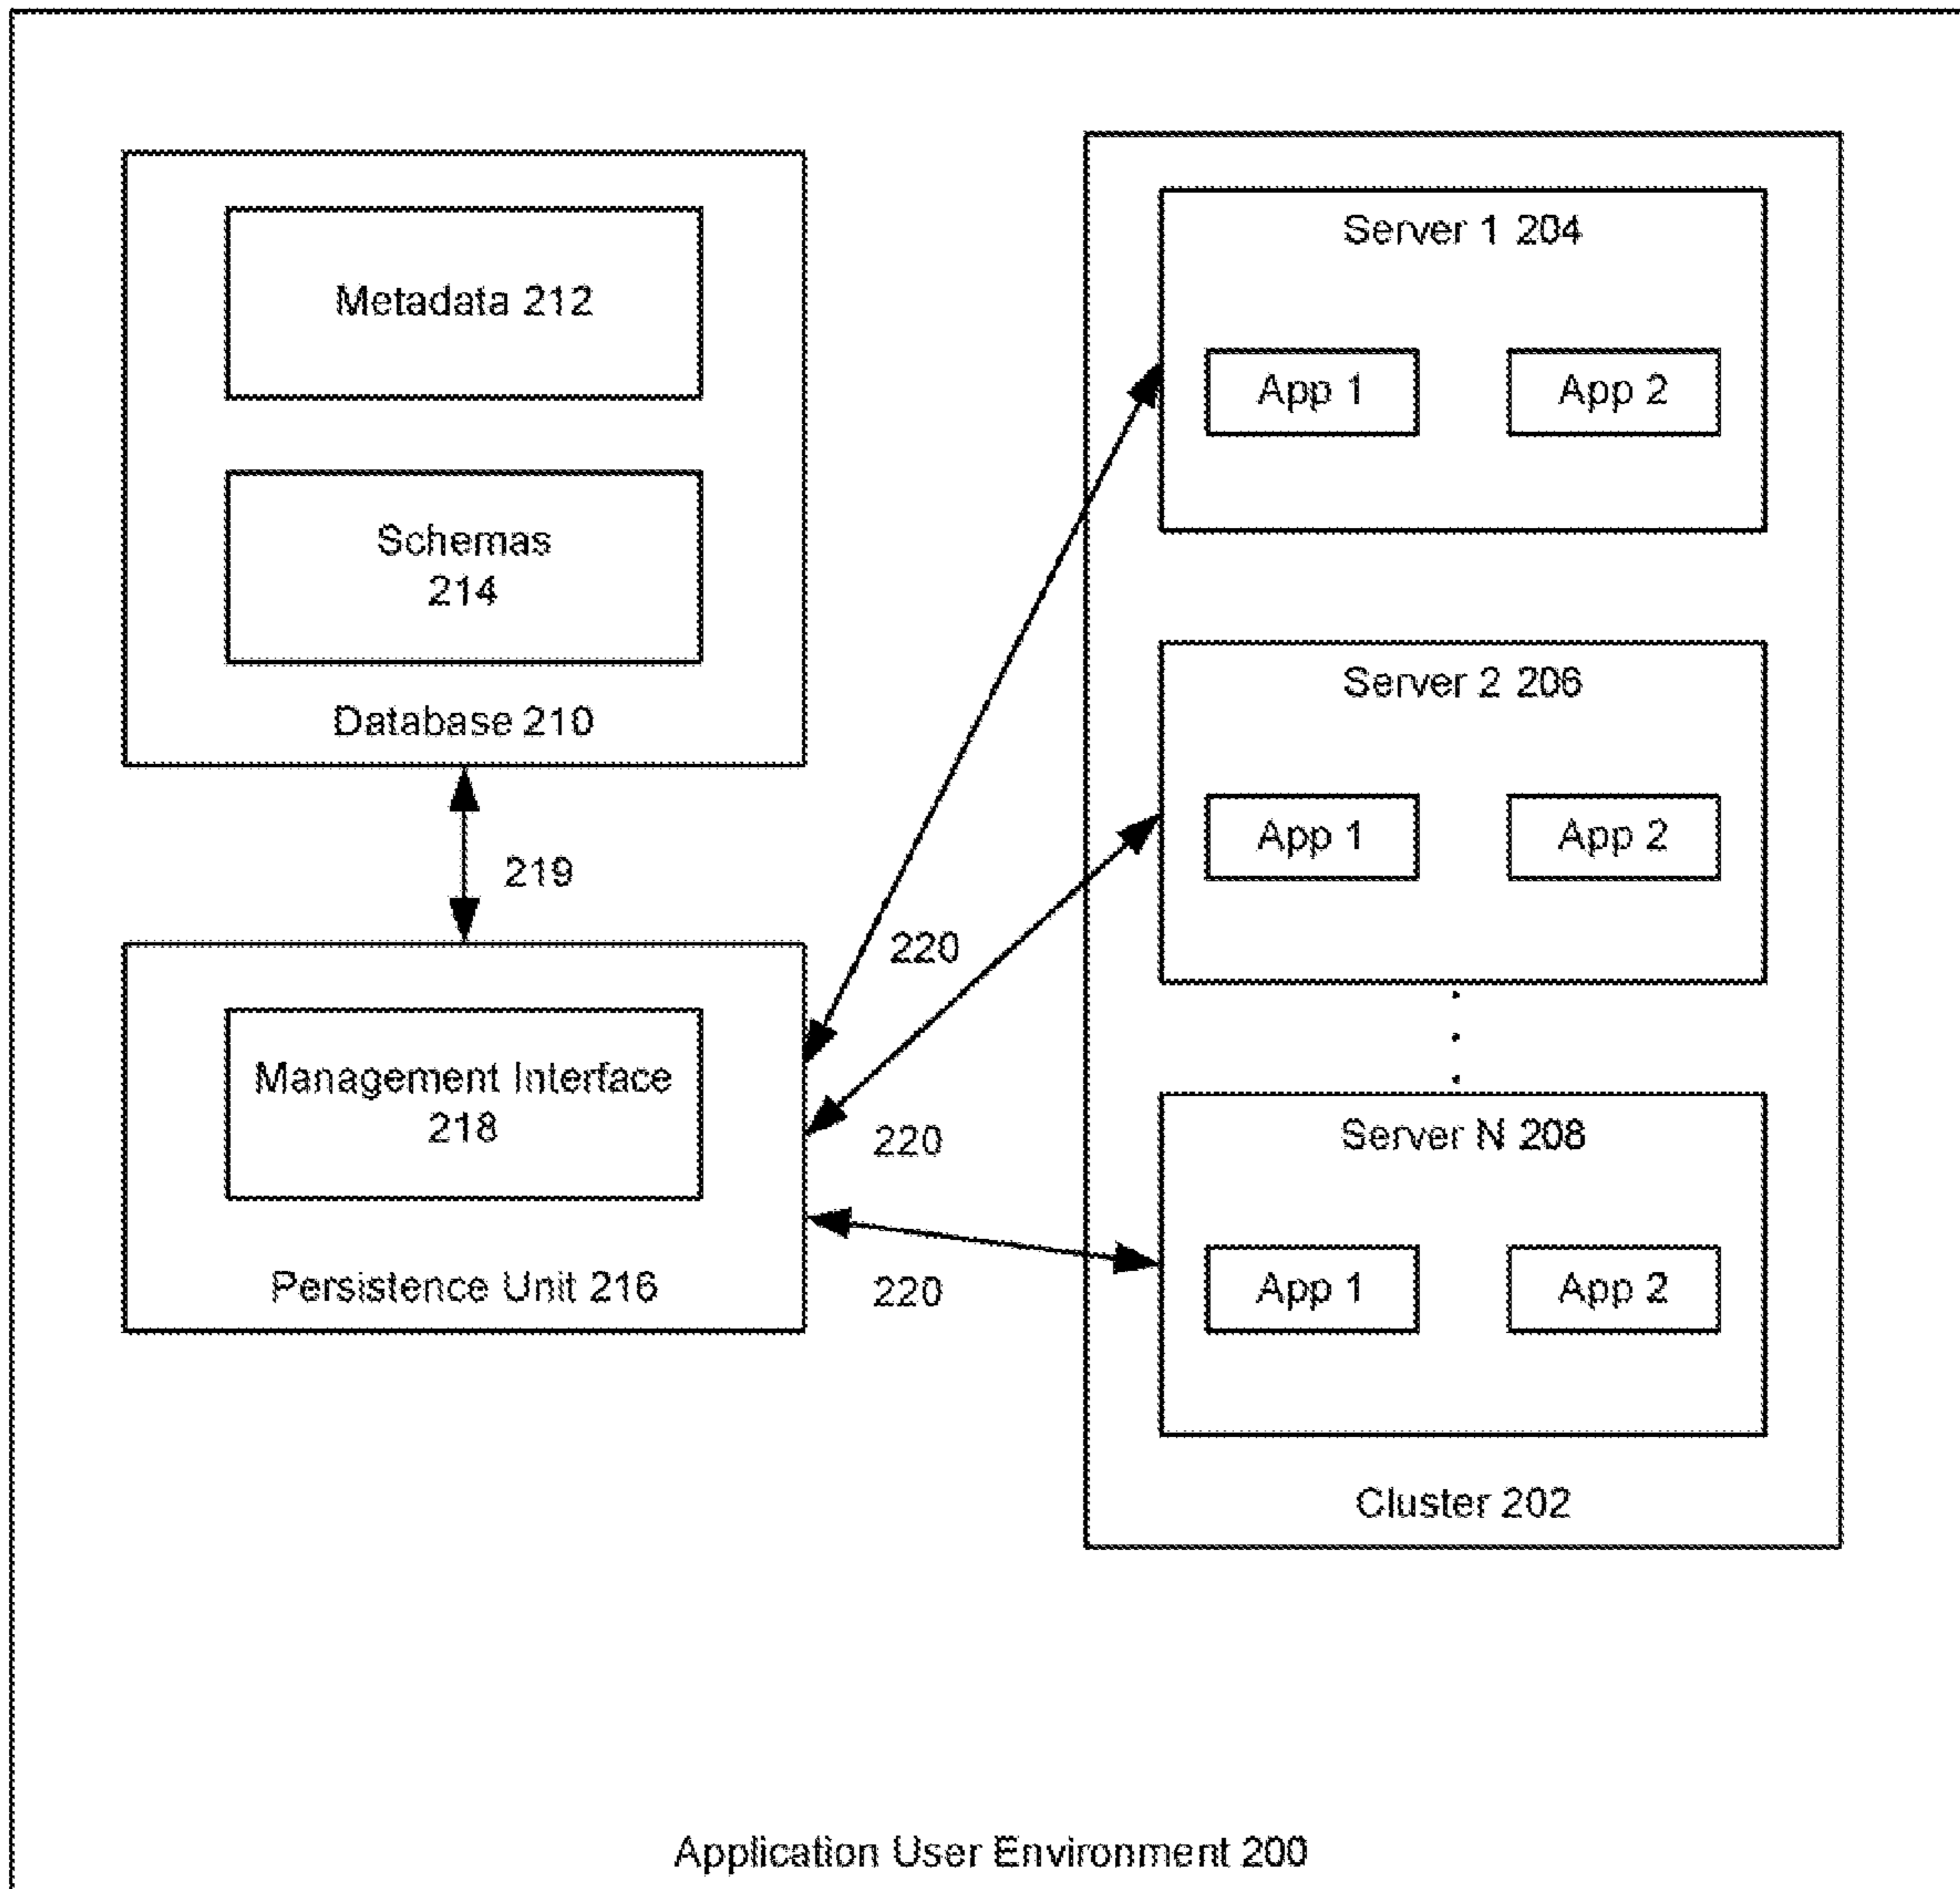 Metadata 212
Schemas
214
Database 210
219
Management Interface
218
Persistence Unit 216
220
220
220
Server 1 204
App 1
App 2
Server 2 206
App 1
App 2
Server N 208
App 1
App 2
Cluster 202
Application User Environment 200